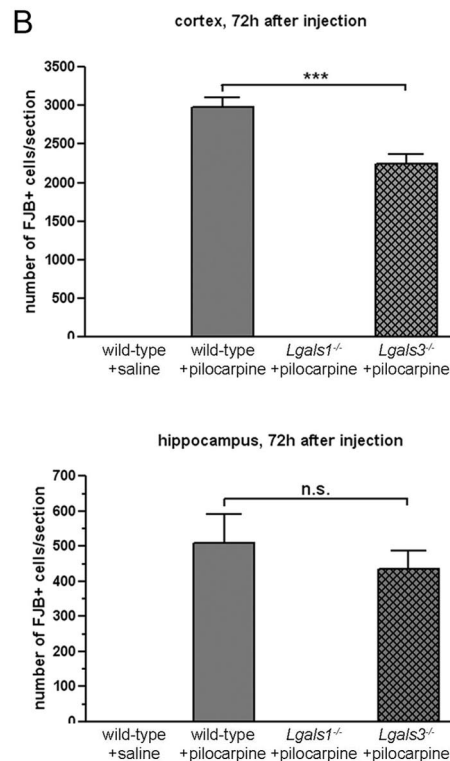 B
cortex, 72h after injection
***
number of FJB+ cells/section
3500
3000
2500
2000
1500
1000
500
0
wild-type +saline
wild-type +pilocarpine
Lgals1-/- +pilocarpine
Lgals3-/- +pilocarpine
hippocampus, 72h after injection
n.s.
number of FJB+ cells/section
700
600
500
400
300
200
100
0
wild-type +saline
wild-type +pilocarpine
Lgals1-/- +pilocarpine
Lgals3-/- +pilocarpine